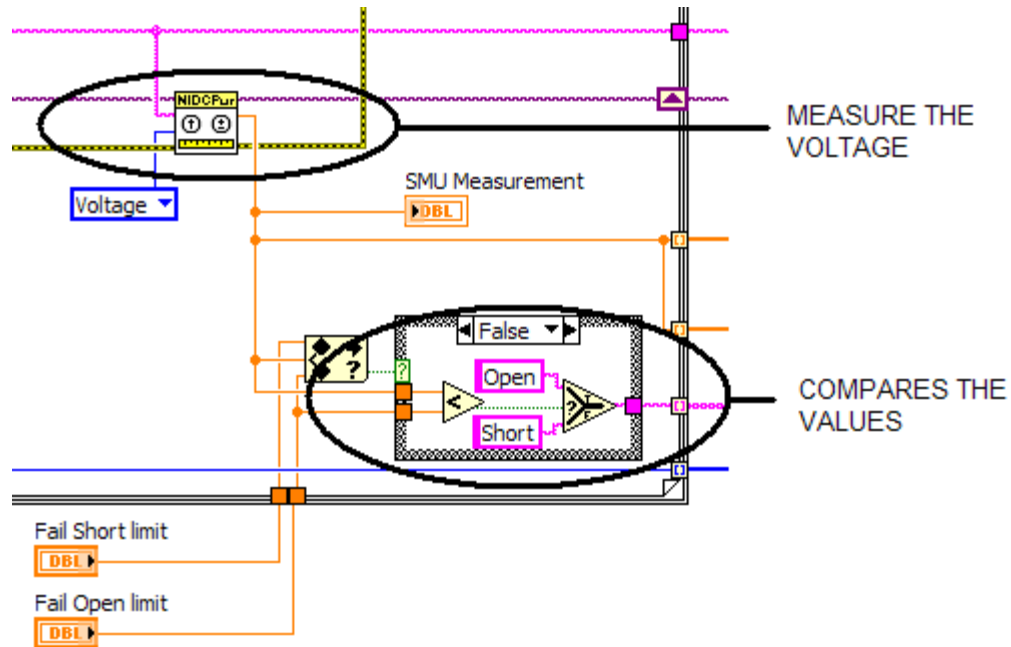 NIDCPwr
MEASURE THE
VOLTAGE
Voltage
SMU Measurement
DBL
False
?
?
Open
<
?
Short
COMPARES THE
VALUES
Fail Short limit
DBL
Fail Open limit
DBL